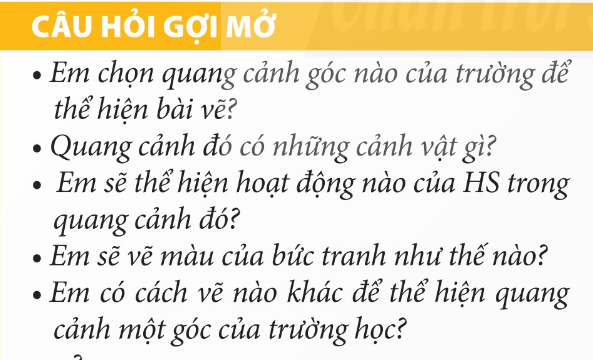 Chân trời s
CÂU HỎI GỢI MỞ
• Em chọn quang cảnh góc nào của trường để
thể hiện bài vẽ?
• Quang cảnh đó có những cảnh vật gì?
• Em sẽ thể hiện hoạt động nào của HS trong
quang cảnh đó?
• Em sẽ vẽ màu của bức tranh như thế nào?
• Em có cách vẽ nào khác để thể hiện quang
cảnh một góc của trường học?